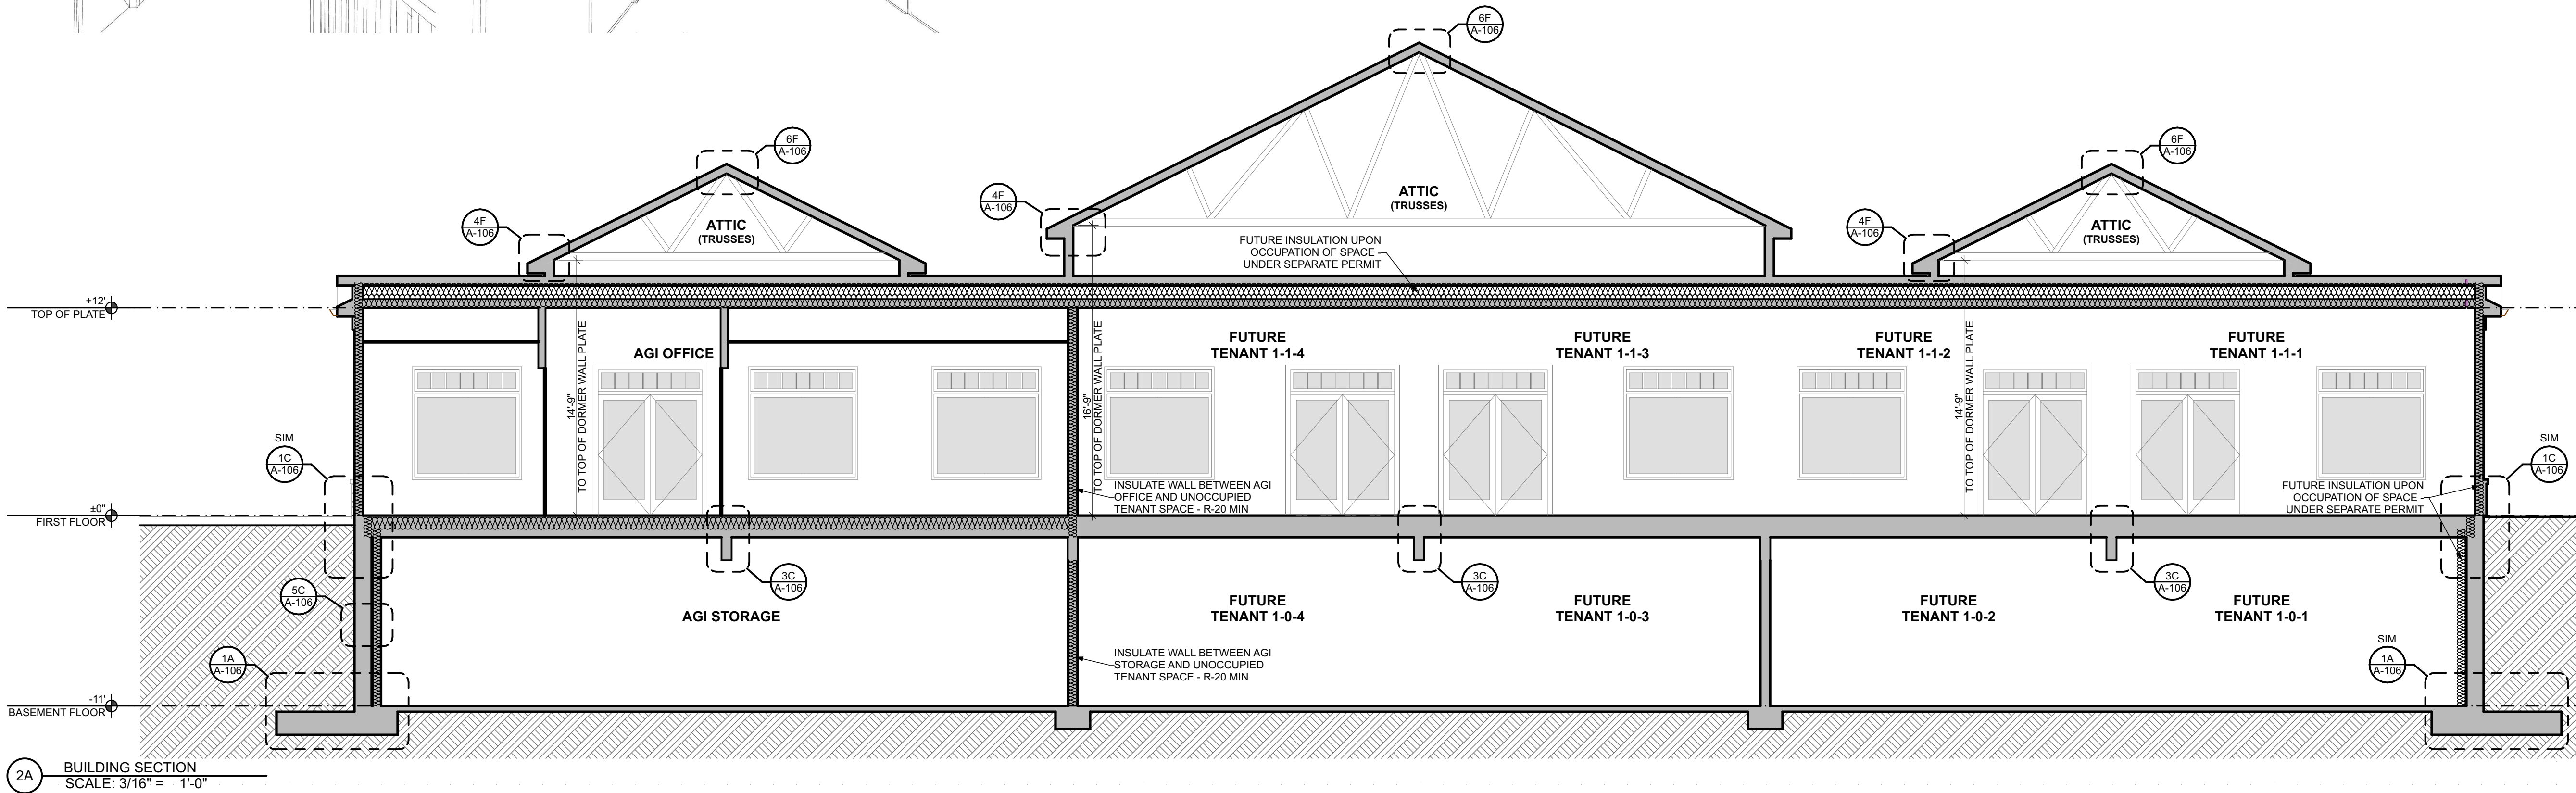 6F
A-106
6F
A-106
6F
A-106
4F
A-106
4F
A-106
4F
A-106
ATTIC
(TRUSSES)
ATTIC
(TRUSSES)
ATTIC
(TRUSSES)
FUTURE INSULATION UPON
OCCUPATION OF SPACE
UNDER SEPARATE PERMIT
+12'
TOP OF PLATE
AGI OFFICE
FUTURE
TENANT 1-1-4
FUTURE
TENANT 1-1-3
FUTURE
TENANT 1-1-2
FUTURE
TENANT 1-1-1
14'-9"
TO TOP OF DORMER WALL PLATE
16'-9"
TO TOP OF DORMER WALL PLATE
14'-9"
TO TOP OF DORMER WALL PLATE
SIM
1C
A-106
SIM
1C
A-106
INSULATE WALL BETWEEN AGI
OFFICE AND UNOCCUPIED
TENANT SPACE - R-20 MIN
FUTURE INSULATION UPON
OCCUPATION OF SPACE
UNDER SEPARATE PERMIT
±0"
FIRST FLOOR
5C
A-106
3C
A-106
3C
A-106
3C
A-106
AGI STORAGE
FUTURE
TENANT 1-0-4
FUTURE
TENANT 1-0-3
FUTURE
TENANT 1-0-2
FUTURE
TENANT 1-0-1
1A
A-106
INSULATE WALL BETWEEN AGI
STORAGE AND UNOCCUPIED
TENANT SPACE - R-20 MIN
SIM
1A
A-106
-11'
BASEMENT FLOOR
2A
BUILDING SECTION
SCALE: 3/16" = 1'-0"